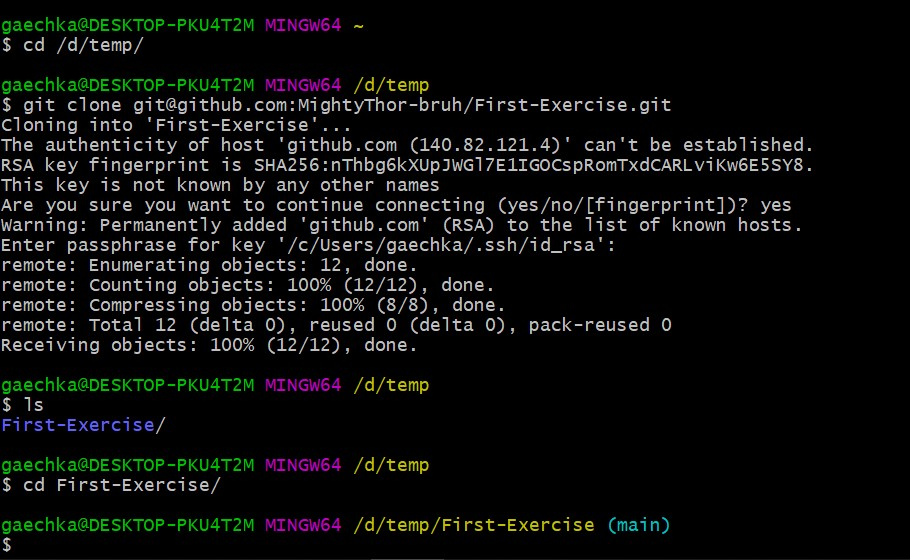 gaechka@DESKTOP-PKU4T2M MINGW64 ~
$ cd /d/temp/
gaechka@DESKTOP-PKU4T2M MINGW64 /d/temp
$ git clone git@github.com:MightyThor-bruh/First-Exercise.git
Cloning into 'First-Exercise'...
The authenticity of host 'github.com (140.82.121.4)' can't be established.
RSA key fingerprint is SHA256:nThbg6kXUpJWGl7E1IGOCspRomTxdCARLviKw6E5SY8.
This key is not known by any other names
Are you sure you want to continue connecting (yes/no/[fingerprint])? yes
Warning: Permanently added 'github.com' (RSA) to the list of known hosts.
Enter passphrase for key '/c/Users/gaechka/.ssh/id_rsa':
remote: Enumerating objects: 12, done.
remote: Counting objects: 100% (12/12), done.
remote: Compressing objects: 100% (8/8), done.
remote: Total 12 (delta 0), reused 0 (delta 0), pack-reused 0
Receiving objects: 100% (12/12), done.
gaechka@DESKTOP-PKU4T2M MINGW64 /d/temp
$ ls
First-Exercise/
gaechka@DESKTOP-PKU4T2M MINGW64 /d/temp
$ cd First-Exercise/
gaechka@DESKTOP-PKU4T2M MINGW64 /d/temp/First-Exercise (main)
$